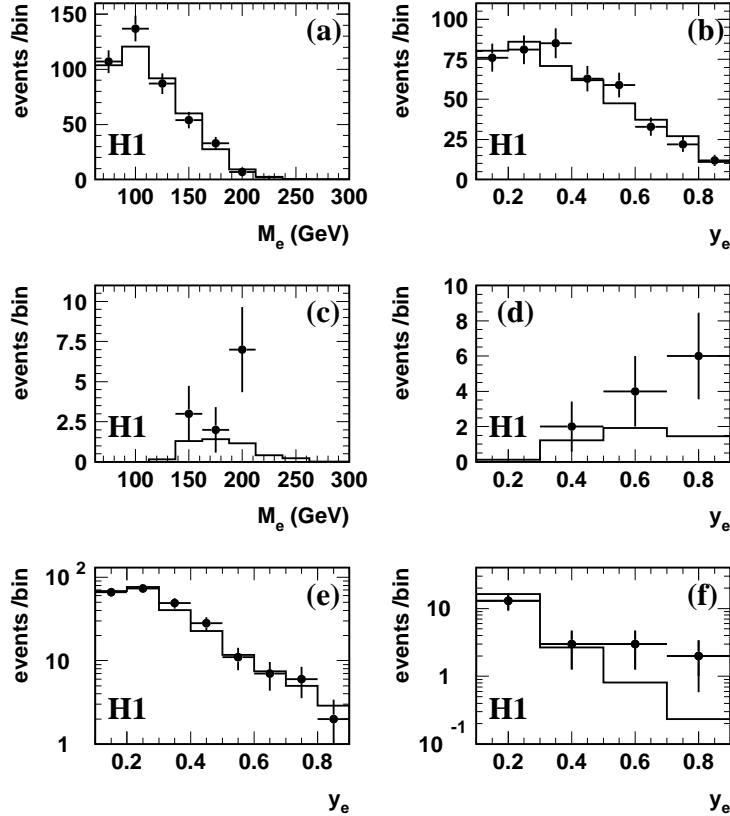 events /bin
150
100
50
0
(a)
H1
100 150 200 250 300
M_e (GeV)
events /bin
100
75
50
25
0
(b)
H1
0.2 0.4 0.6 0.8
y_e
events /bin
10
7.5
5
2.5
0
(c)
H1
100 150 200 250 300
M_e (GeV)
events /bin
10
8
6
4
2
0
(d)
H1
0.2 0.4 0.6 0.8
y_e
events /bin
10^2
10
1
(e)
H1
0.2 0.4 0.6 0.8
y_e
events /bin
10
1
10^-1
(f)
H1
0.2 0.4 0.6 0.8
y_e